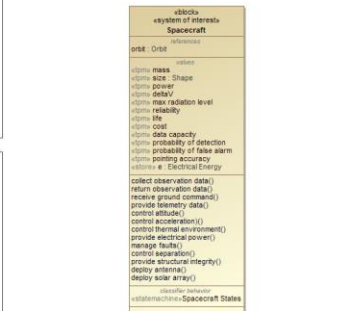 «block»
«system of interest»
Spacecraft
references
orbit : Orbit
values
«tpm» mass
«tpm» size : Shape
«tpm» power
«tpm» deltaV
«tpm» max radiation level
«tpm» reliability
«tpm» life
«tpm» cost
«tpm» data capacity
«tpm» probability of detection
«tpm» probability of false alarm
«tpm» pointing accuracy
«store» e : Electrical Energy
collect observation data()
return observation data()
receive ground command()
provide telemetry data()
control attitude()
control acceleration)()
control thermal environment()
provide electrical power()
manage faults()
control separation()
provide structural integrity()
deploy antenna()
deploy solar array()
classifier behavior
«statemachine»Spacecraft States